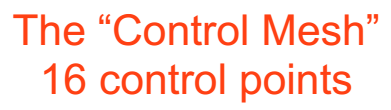 The “Control Mesh”
16 control points